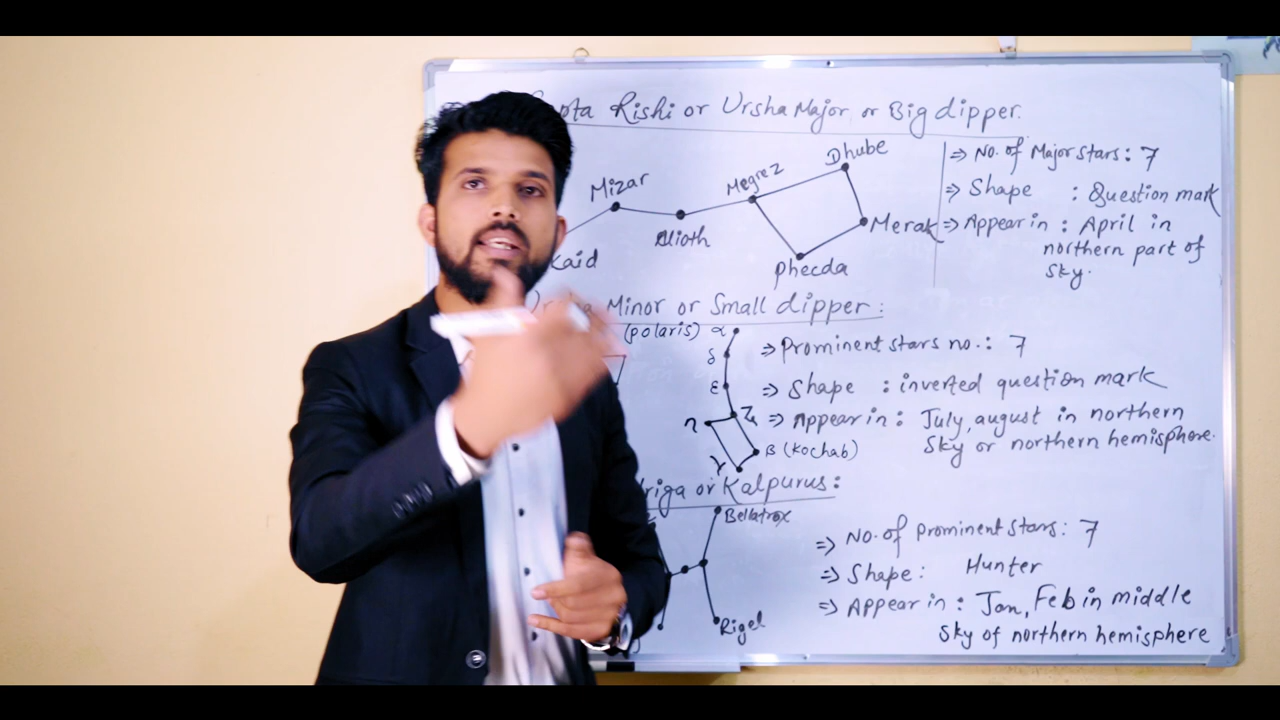 Rishi or Ursha Major or Big dipper.
Dhube
Megrez
Mizar
Alioth
Merak
Phecda
kaid
⇒ No. of Major stars: 7
⇒ Shape : Question mark
⇒ Appear in : April in
northern part of
sky.
Minor or Small dipper:
(polaris) α
δ
ε
η
ζ
β (Kochab)
γ
⇒ Prominent stars no.: 7
⇒ Shape : inverted question mark
⇒ Appear in : July, august in northern
sky or northern hemisphere.
riga or Kalpurus:
Bellatrox
Rigel
⇒ No. of prominent stars: 7
⇒ Shape: Hunter
⇒ Appear in : Jan, Feb in middle
sky of northern hemisphere